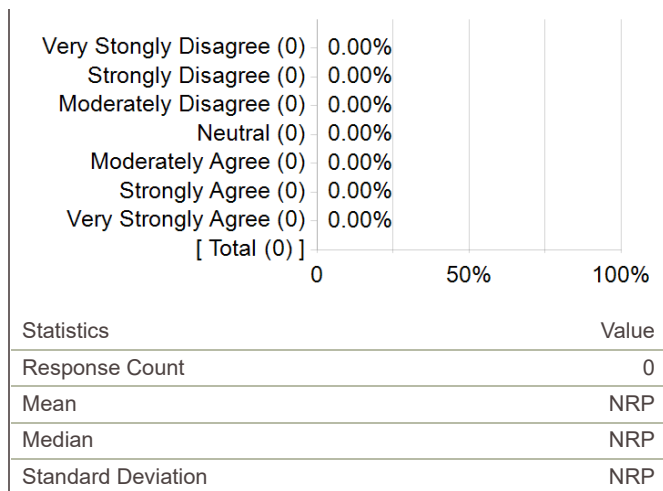 Very Stongly Disagree (0) 0.00%
Strongly Disagree (0) 0.00%
Moderately Disagree (0) 0.00%
Neutral (0) 0.00%
Moderately Agree (0) 0.00%
Strongly Agree (0) 0.00%
Very Strongly Agree (0) 0.00%
[ Total (0) ]
0 50% 100%
Statistics Value
Response Count 0
Mean NRP
Median NRP
Standard Deviation NRP